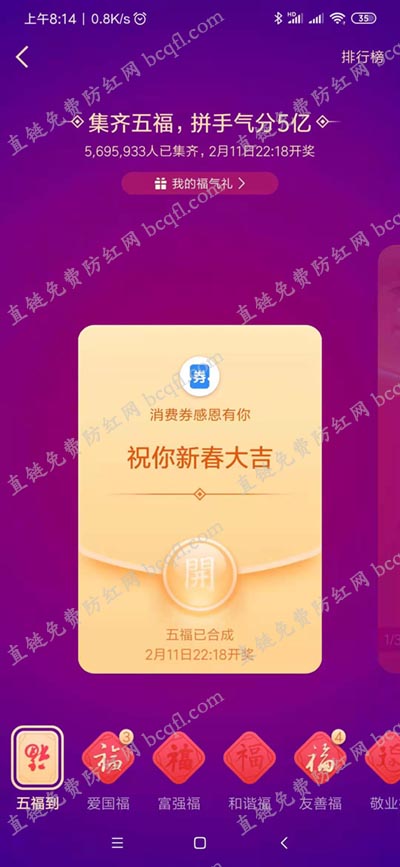 上午8:14 | 0.8K/s
HD
35
排行榜
集齐五福，拼手气分5亿
5,695,933人已集齐，2月11日22:18开奖
我的福气礼
券
消费券感恩有你
祝你新春大吉
開
五福已合成
2月11日22:18开奖
1/3
福
3
福
福
福
4
福
五福到
爱国福
富强福
和谐福
友善福
敬业
直链免费防红网 bcqfl.com